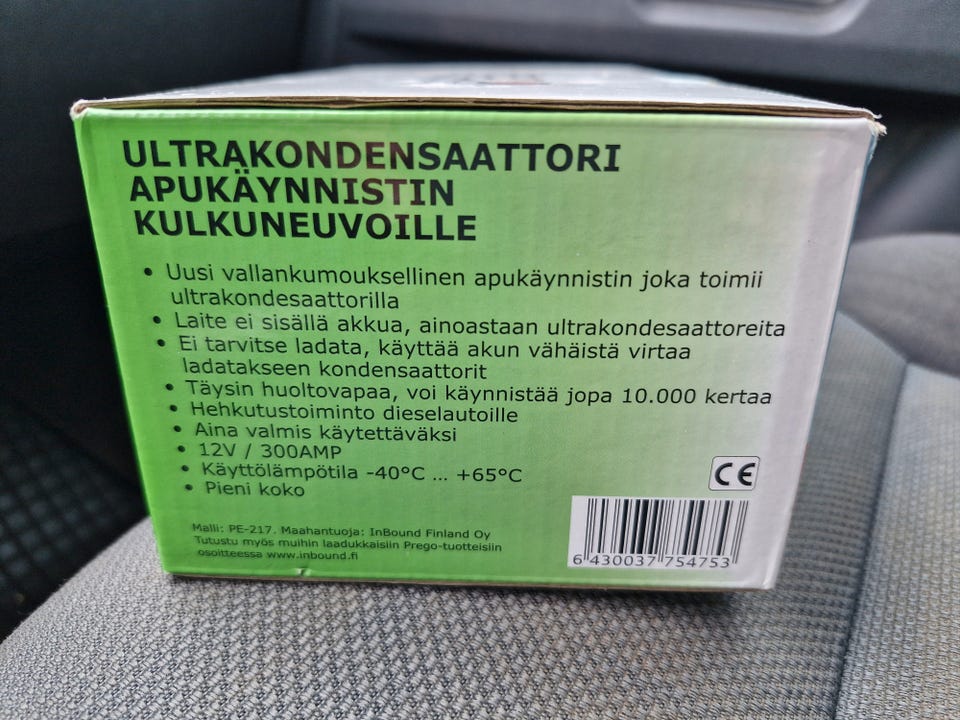 ULTRAKONDENSAATTORI
APUKÄYNNISTIN
KULKUNEUVOILLE
• Uusi vallankumouksellinen apukäynnistin joka toimii
ultrakondesaattorilla
• Laite ei sisällä akkua, ainoastaan ultrakondesaattoreita
• Ei tarvitse ladata, käyttää akun vähäistä virtaa
ladatakseen kondensaattorit
• Täysin huoltovapaa, voi käynnistää jopa 10.000 kertaa
• Hehkutustoiminto dieselautoille
• Aina valmis käytettäväksi
• 12V / 300AMP
• Käyttölämpötila -40°C ... +65°C
• Pieni koko
CE
Malli: PE-217. Maahantuoja: InBound Finland Oy
Tutustu myös muihin laadukkaisiin Prego-tuotteisiin
osoitteessa www.inbound.fi
6 430037 754753